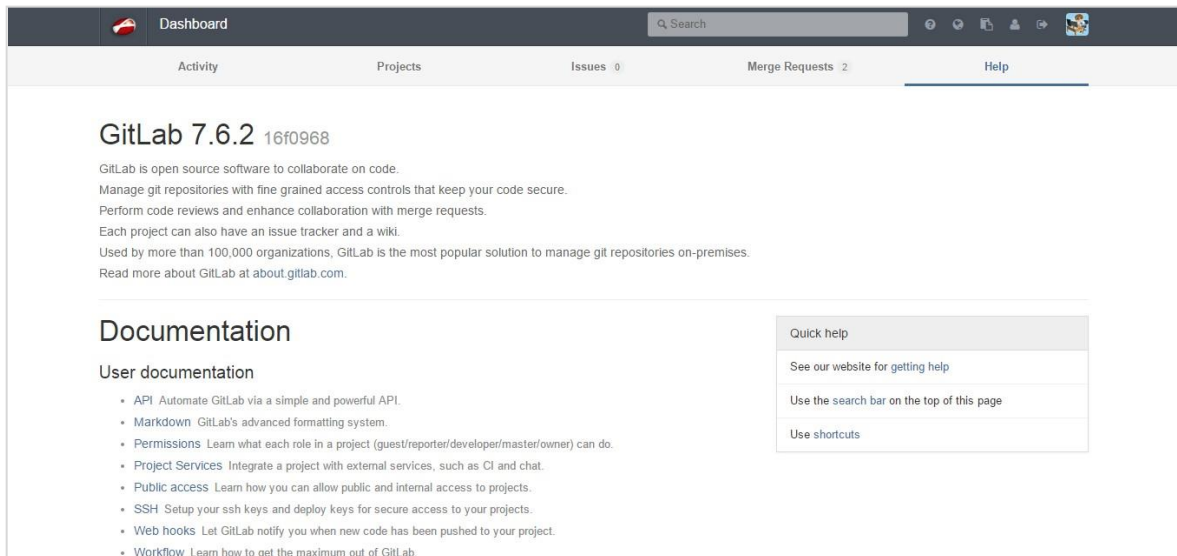 Dashboard
Search
Activity
Projects
Issues 0
Merge Requests 2
Help
GitLab 7.6.2 16f0968
GitLab is open source software to collaborate on code.
Manage git repositories with fine grained access controls that keep your code secure.
Perform code reviews and enhance collaboration with merge requests.
Each project can also have an issue tracker and a wiki.
Used by more than 100,000 organizations, GitLab is the most popular solution to manage git repositories on-premises.
Read more about GitLab at about.gitlab.com.
Documentation
User documentation
API Automate GitLab via a simple and powerful API.
Markdown GitLab's advanced formatting system.
Permissions Learn what each role in a project (guest/reporter/developer/master/owner) can do.
Project Services Integrate a project with external services, such as CI and chat.
Public access Learn how you can allow public and internal access to projects.
SSH Setup your ssh keys and deploy keys for secure access to your projects.
Web hooks Let GitLab notify you when new code has been pushed to your project.
Workflow Learn how to get the maximum out of GitLab.
Quick help
See our website for getting help
Use the search bar on the top of this page
Use shortcuts